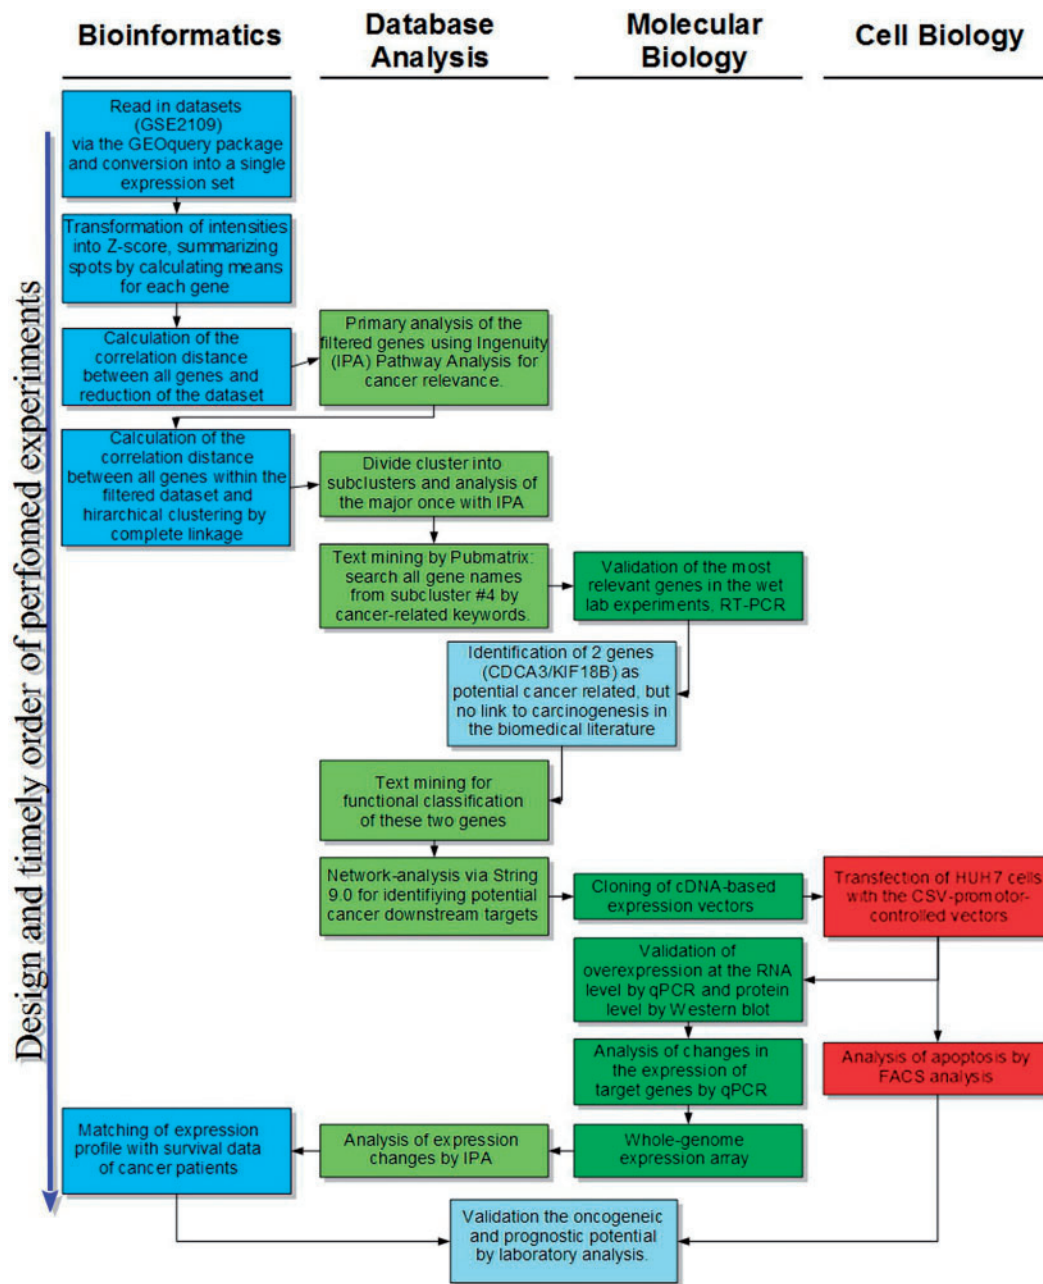 Bioinformatics
Database
Analysis
Molecular
Biology
Cell Biology
Design and timely order of perfomed experiments
Read in datasets
(GSE2109)
via the GEOquery package
and conversion into a single
expression set
Transformation of intensities
into Z-score, summarizing
spots by calculating means
for each gene
Calculation of the
correlation distance
between all genes and
reduction of the dataset
Primary analysis of the
filtered genes using Ingenuity
(IPA) Pathway Analysis for
cancer relevance.
Calculation of the
correlation distance
between all genes within the
filtered dataset and
hirarchical clustering by
complete linkage
Divide cluster into
subclusters and analysis of
the major once with IPA
Text mining by Pubmatrix:
search all gene names
from subcluster #4 by
cancer-related keywords.
Validation of the most
relevant genes in the wet
lab experiments, RT-PCR
Identification of 2 genes
(CDCA3/KIF18B) as
potential cancer related, but
no link to carcinogenesis in
the biomedical literature
Text mining for
functional classification
of these two genes
Network-analysis via String
9.0 for identifiying potential
cancer downstream targets
Cloning of cDNA-based
expression vectors
Transfection of HUH7 cells
with the CSV-promotor-
controlled vectors
Validation of
overexpression at the RNA
level by qPCR and protein
level by Western blot
Analysis of changes in
the expression of
target genes by qPCR
Analysis of apoptosis by
FACS analysis
Matching of expression
profile with survival data
of cancer patients
Analysis of expression
changes by IPA
Whole-genome
expression array
Validation the oncogeneic
and prognostic potential
by laboratory analysis.